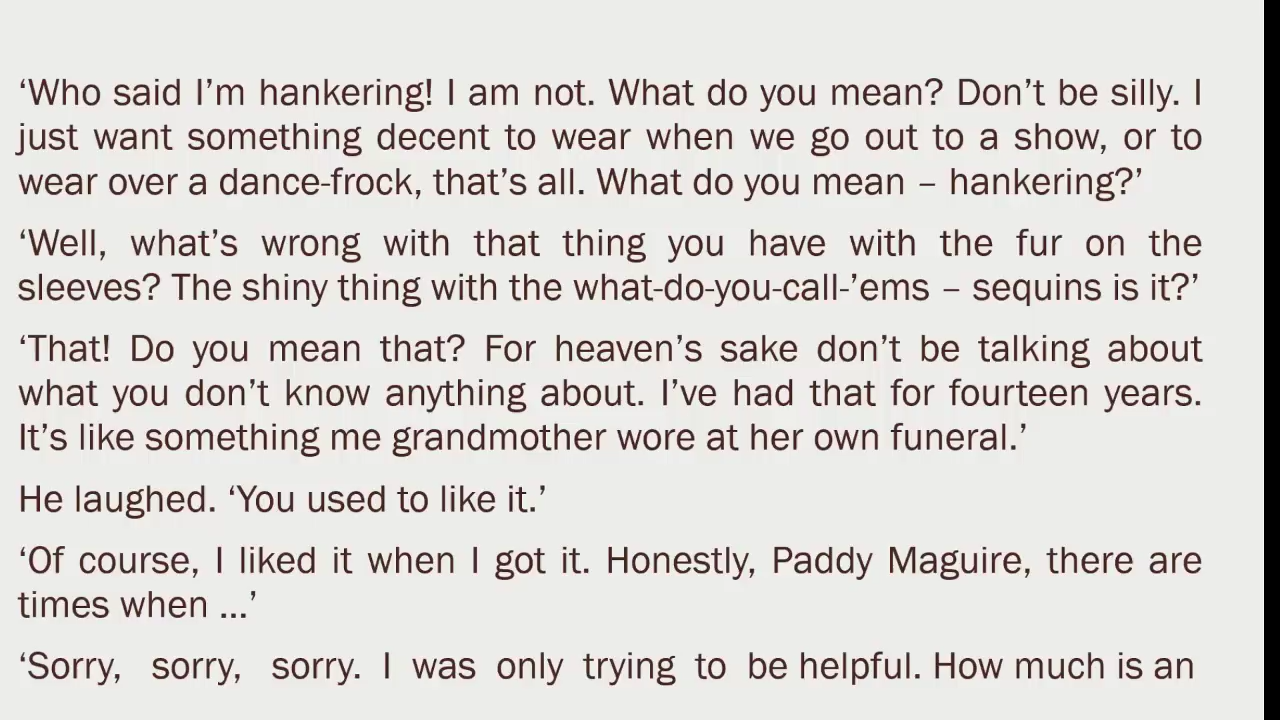 ‘Who said I’m hankering! I am not. What do you mean? Don’t be silly. I
just want something decent to wear when we go out to a show, or to
wear over a dance-frock, that’s all. What do you mean – hankering?’
‘Well, what’s wrong with that thing you have with the fur on the
sleeves? The shiny thing with the what-do-you-call-’ems – sequins is it?’
‘That! Do you mean that? For heaven’s sake don’t be talking about
what you don’t know anything about. I’ve had that for fourteen years.
It’s like something me grandmother wore at her own funeral.’
He laughed. ‘You used to like it.’
‘Of course, I liked it when I got it. Honestly, Paddy Maguire, there are
times when ...’
‘Sorry, sorry, sorry. I was only trying to be helpful. How much is an